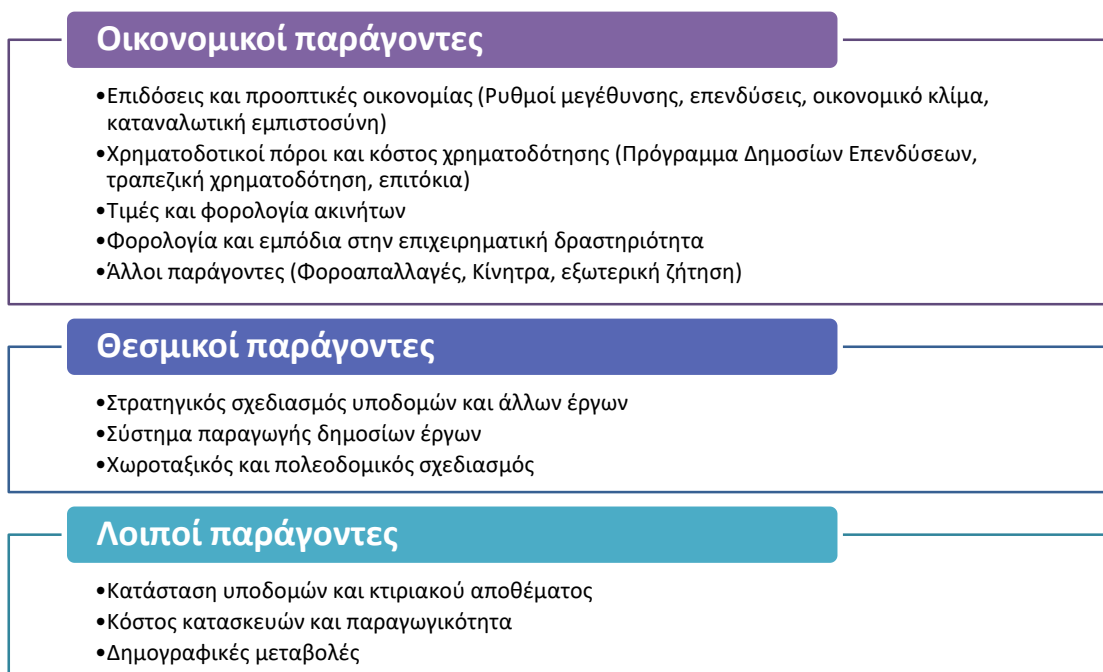 Οικονομικοί παράγοντες
•Επιδόσεις και προοπτικές οικονομίας (Ρυθμοί μεγέθυνσης, επενδύσεις, οικονομικό κλίμα,
καταναλωτική εμπιστοσύνη)
•Χρηματοδοτικοί πόροι και κόστος χρηματοδότησης (Πρόγραμμα Δημοσίων Επενδύσεων,
τραπεζική χρηματοδότηση, επιτόκια)
•Τιμές και φορολογία ακινήτων
•Φορολογία και εμπόδια στην επιχειρηματική δραστηριότητα
•Άλλοι παράγοντες (Φοροαπαλλαγές, Κίνητρα, εξωτερική ζήτηση)
Θεσμικοί παράγοντες
•Στρατηγικός σχεδιασμός υποδομών και άλλων έργων
•Σύστημα παραγωγής δημοσίων έργων
•Χωροταξικός και πολεοδομικός σχεδιασμός
Λοιποί παράγοντες
•Κατάσταση υποδομών και κτιριακού αποθέματος
•Κόστος κατασκευών και παραγωγικότητα
•Δημογραφικές μεταβολές